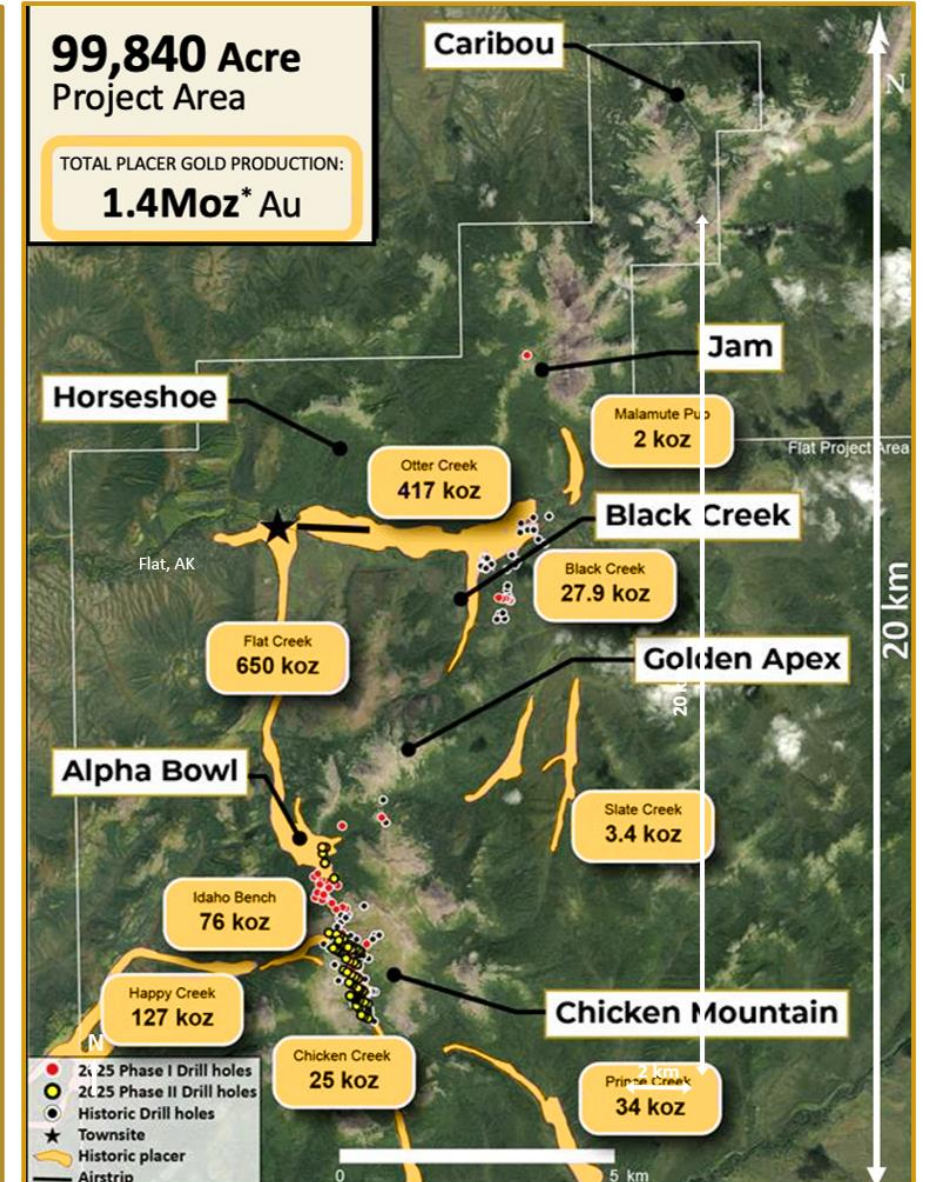 99,840 Acre
Project Area
TOTAL PLACER GOLD PRODUCTION:
1.4Moz* Au
Caribou
N
Jam
Horseshoe
Malamute Pup
2 koz
Flat Project Area
Otter Creek
417 koz
Black Creek
Flat, AK
Black Creek
27.9 koz
20 km
Flat Creek
650 koz
Golden Apex
20 k
Alpha Bowl
Slate Creek
3.4 koz
Idaho Bench
76 koz
Happy Creek
127 koz
Chicken Mountain
N
Chicken Creek
25 koz
2 km
Prince Creek
34 koz
2025 Phase I Drill holes
2025 Phase II Drill holes
Historic Drill holes
Townsite
Historic placer
Airstrip
0 5 km